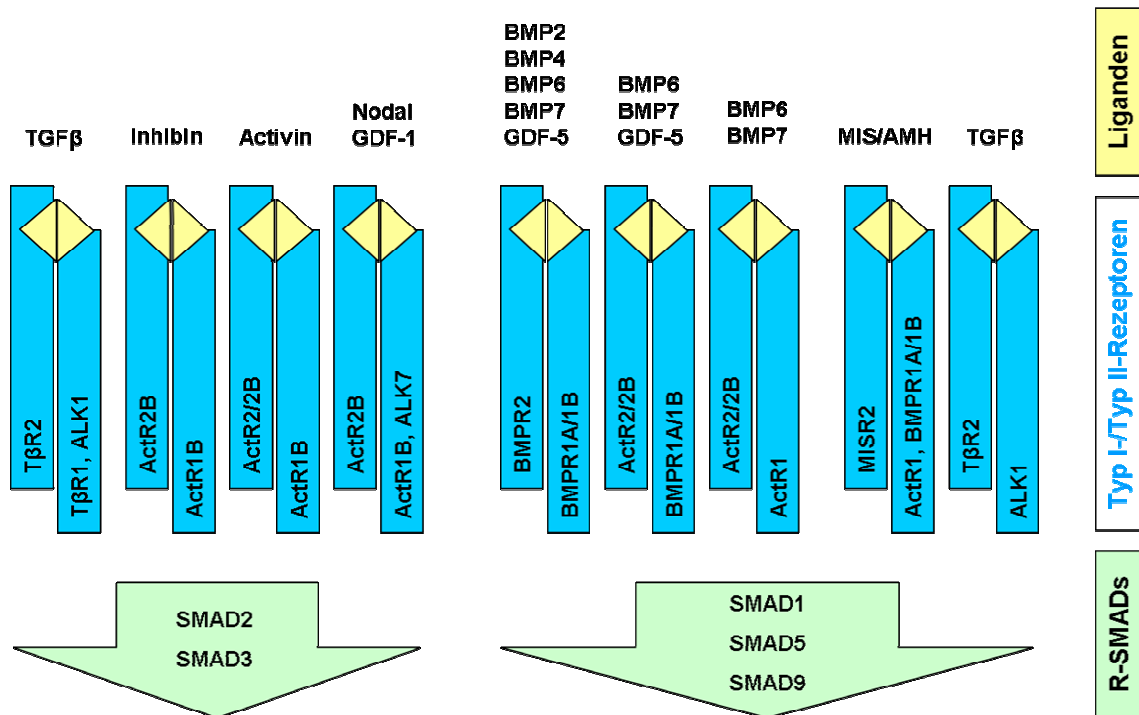 BMP2
BMP4
BMP6
BMP7
GDF-5
BMP6
BMP7
GDF-5
BMP6
BMP7
TGFβ
Inhibin
Activin
Nodal
GDF-1
MIS/AMH
TGFβ
Liganden
TβR2
TβR1, ALK1
ActR2B
ActR1B
ActR2/2B
ActR1B
ActR2B
ActR1B, ALK7
BMPR2
BMPR1A/1B
ActR2/2B
BMPR1A/1B
ActR2/2B
ActR1
MISR2
ActR1, BMPR1A/1B
TβR2
ALK1
Typ I-/Typ II-Rezeptoren
SMAD2
SMAD3
SMAD1
SMAD5
SMAD9
R-SMADs